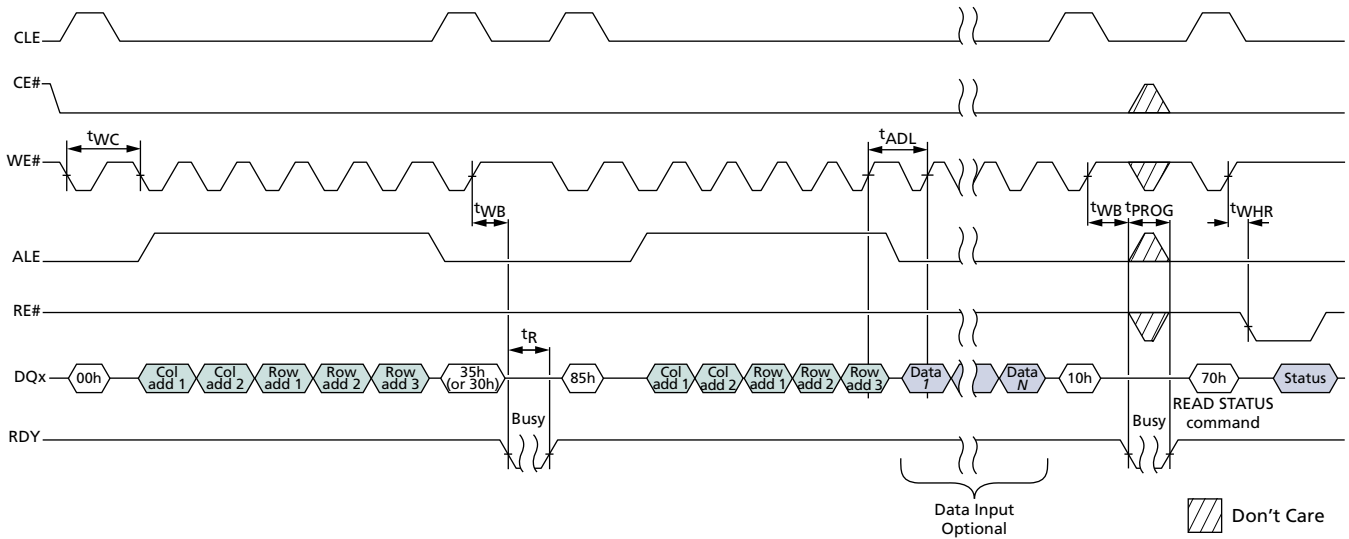 CLE
CE#
tWC
tADL
WE#
tWB
tWB
tPROG
tWHR
ALE
RE#
tR
DQx
00h
Col add 1
Col add 2
Row add 1
Row add 2
Row add 3
35h (or 30h)
85h
Col add 1
Col add 2
Row add 1
Row add 2
Row add 3
Data 1
Data N
10h
70h
Status
READ STATUS
command
Busy
Busy
RDY
Data Input
Optional
Don't Care